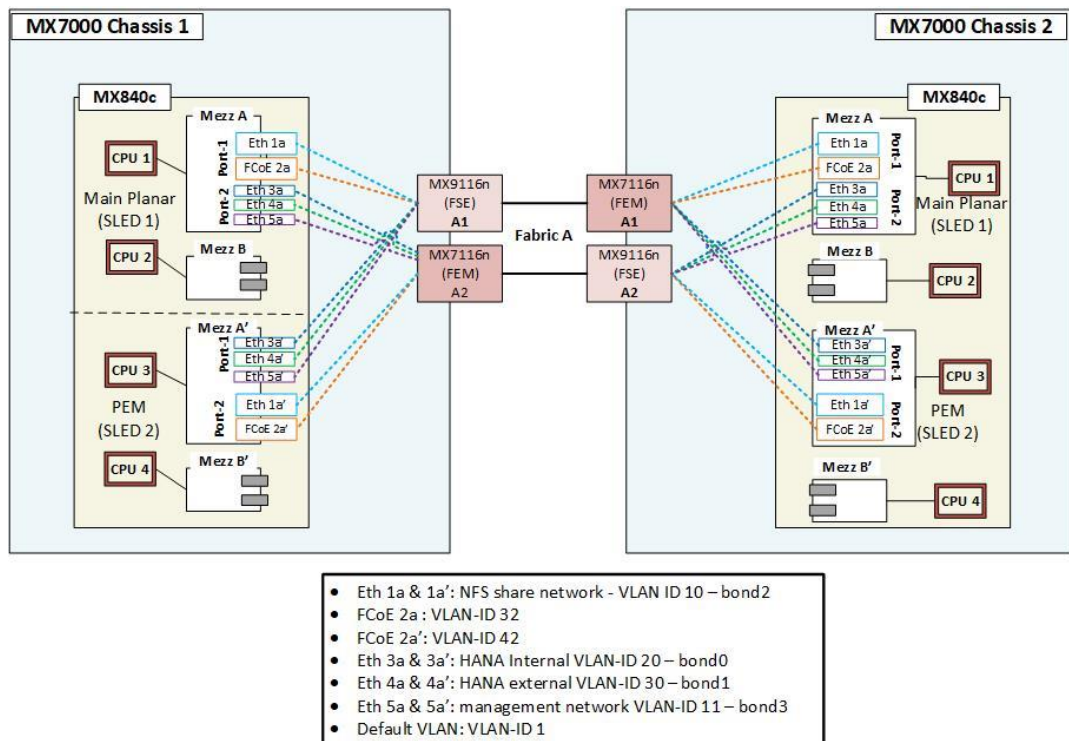 MX7000 Chassis 1
MX7000 Chassis 2
MX840c
Mezz A
CPU 1
Port-1
Eth 1a
FCoE 2a
Port-2
Eth 3a
Eth 4a
Eth 5a
Main Planar
(SLED 1)
CPU 2
Mezz B
Mezz A'
CPU 3
Port-1
Eth 3a'
Eth 4a'
Eth 5a'
Port-2
Eth 1a'
FCoE 2a'
PEM
(SLED 2)
CPU 4
Mezz B'
MX9116n
(FSE)
A1
MX7116n
(FEM)
A2
Fabric A
MX7116n
(FEM)
A1
MX9116n
(FSE)
A2
MX840c
Mezz A
Eth 1a
FCoE 2a
Port-1
Eth 3a
Eth 4a
Eth 5a
Port-2
CPU 1
Main Planar
(SLED 1)
Mezz B
CPU 2
Mezz A'
Eth 3a'
Eth 4a'
Eth 5a'
Port-1
Eth 1a'
FCoE 2a'
Port-2
CPU 3
PEM
(SLED 2)
Mezz B'
CPU 4
• Eth 1a & 1a': NFS share network - VLAN ID 10 – bond2
• FCoE 2a : VLAN-ID 32
• FCoE 2a': VLAN-ID 42
• Eth 3a & 3a': HANA Internal VLAN-ID 20 – bond0
• Eth 4a & 4a': HANA external VLAN-ID 30 – bond1
• Eth 5a & 5a': management network VLAN-ID 11 – bond3
• Default VLAN: VLAN-ID 1